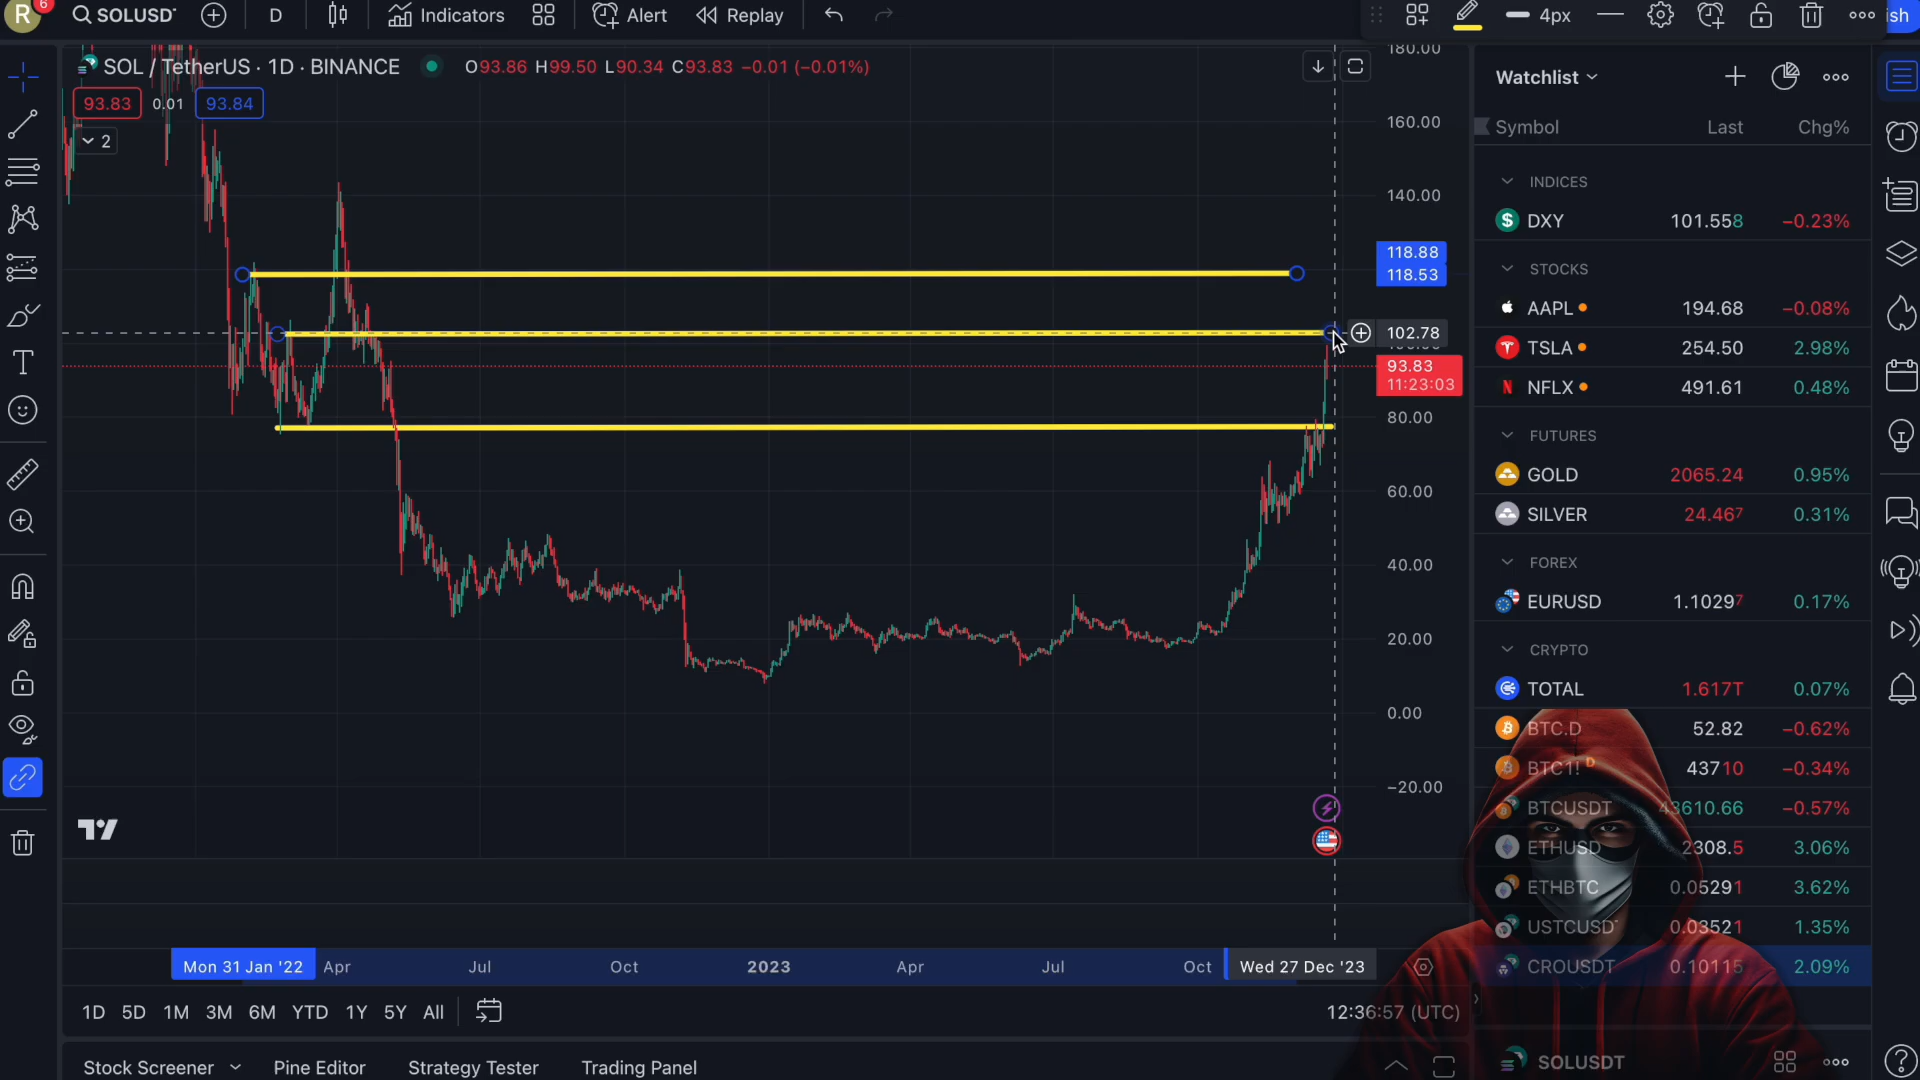 R 6 SOLUSD D Indicators Alert Replay 4px ish
SOL / TetherUS · 1D · BINANCE O93.86 H99.50 L90.34 C93.83 −0.01 (−0.01%)
93.83 0.01 93.84
2
180.00
160.00
140.00
118.88
118.53
102.78
93.83
11:23:03
80.00
60.00
40.00
20.00
0.00
−20.00
Mon 31 Jan '22 Apr Jul Oct 2023 Apr Jul Oct Wed 27 Dec '23
1D 5D 1M 3M 6M YTD 1Y 5Y All 12:36:57 (UTC)
Stock Screener Pine Editor Strategy Tester Trading Panel
Watchlist
Symbol Last Chg%
INDICES
DXY 101.558 −0.23%
STOCKS
AAPL 194.68 −0.08%
TSLA 254.50 2.98%
NFLX 491.61 0.48%
FUTURES
GOLD 2065.24 0.95%
SILVER 24.467 0.31%
FOREX
EURUSD 1.10297 0.17%
CRYPTO
TOTAL 1.617T 0.07%
BTC.D 52.82 −0.62%
BTC1! D 43710 −0.34%
BTCUSDT 43610.66 −0.57%
ETHUSD 2308.5 3.06%
ETHBTC 0.05291 3.62%
USTCUSD 0.03521 1.35%
CROUSDT 0.10115 2.09%
SOLUSDT